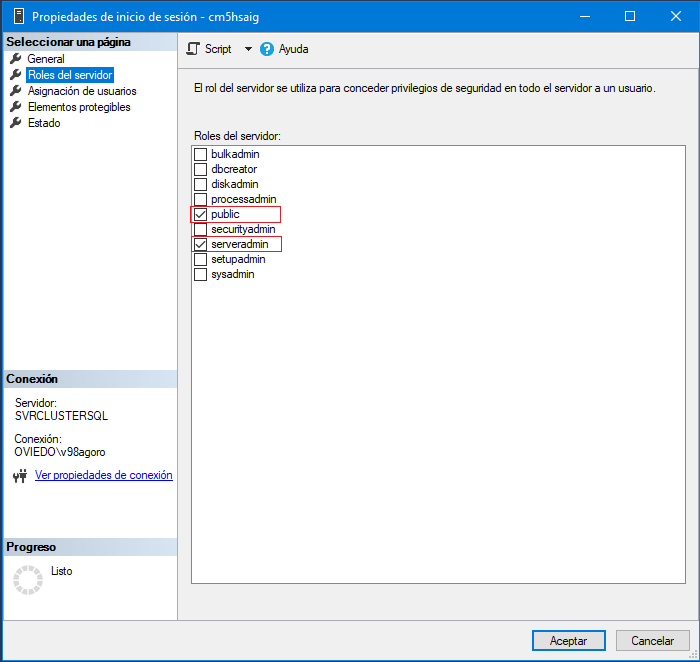 Propiedades de inicio de sesión - cm5hsaig
Seleccionar una página
General
Roles del servidor
Asignación de usuarios
Elementos protegibles
Estado
Script
Ayuda
El rol del servidor se utiliza para conceder privilegios de seguridad en todo el servidor a un usuario.
Roles del servidor:
bulkadmin
dbcreator
diskadmin
processadmin
public
securityadmin
serveradmin
setupadmin
sysadmin
Conexión
Servidor:
SVRCLUSTERSQL
Conexión:
OVIEDO\v98agoro
Ver propiedades de conexión
Progreso
Listo
Aceptar
Cancelar